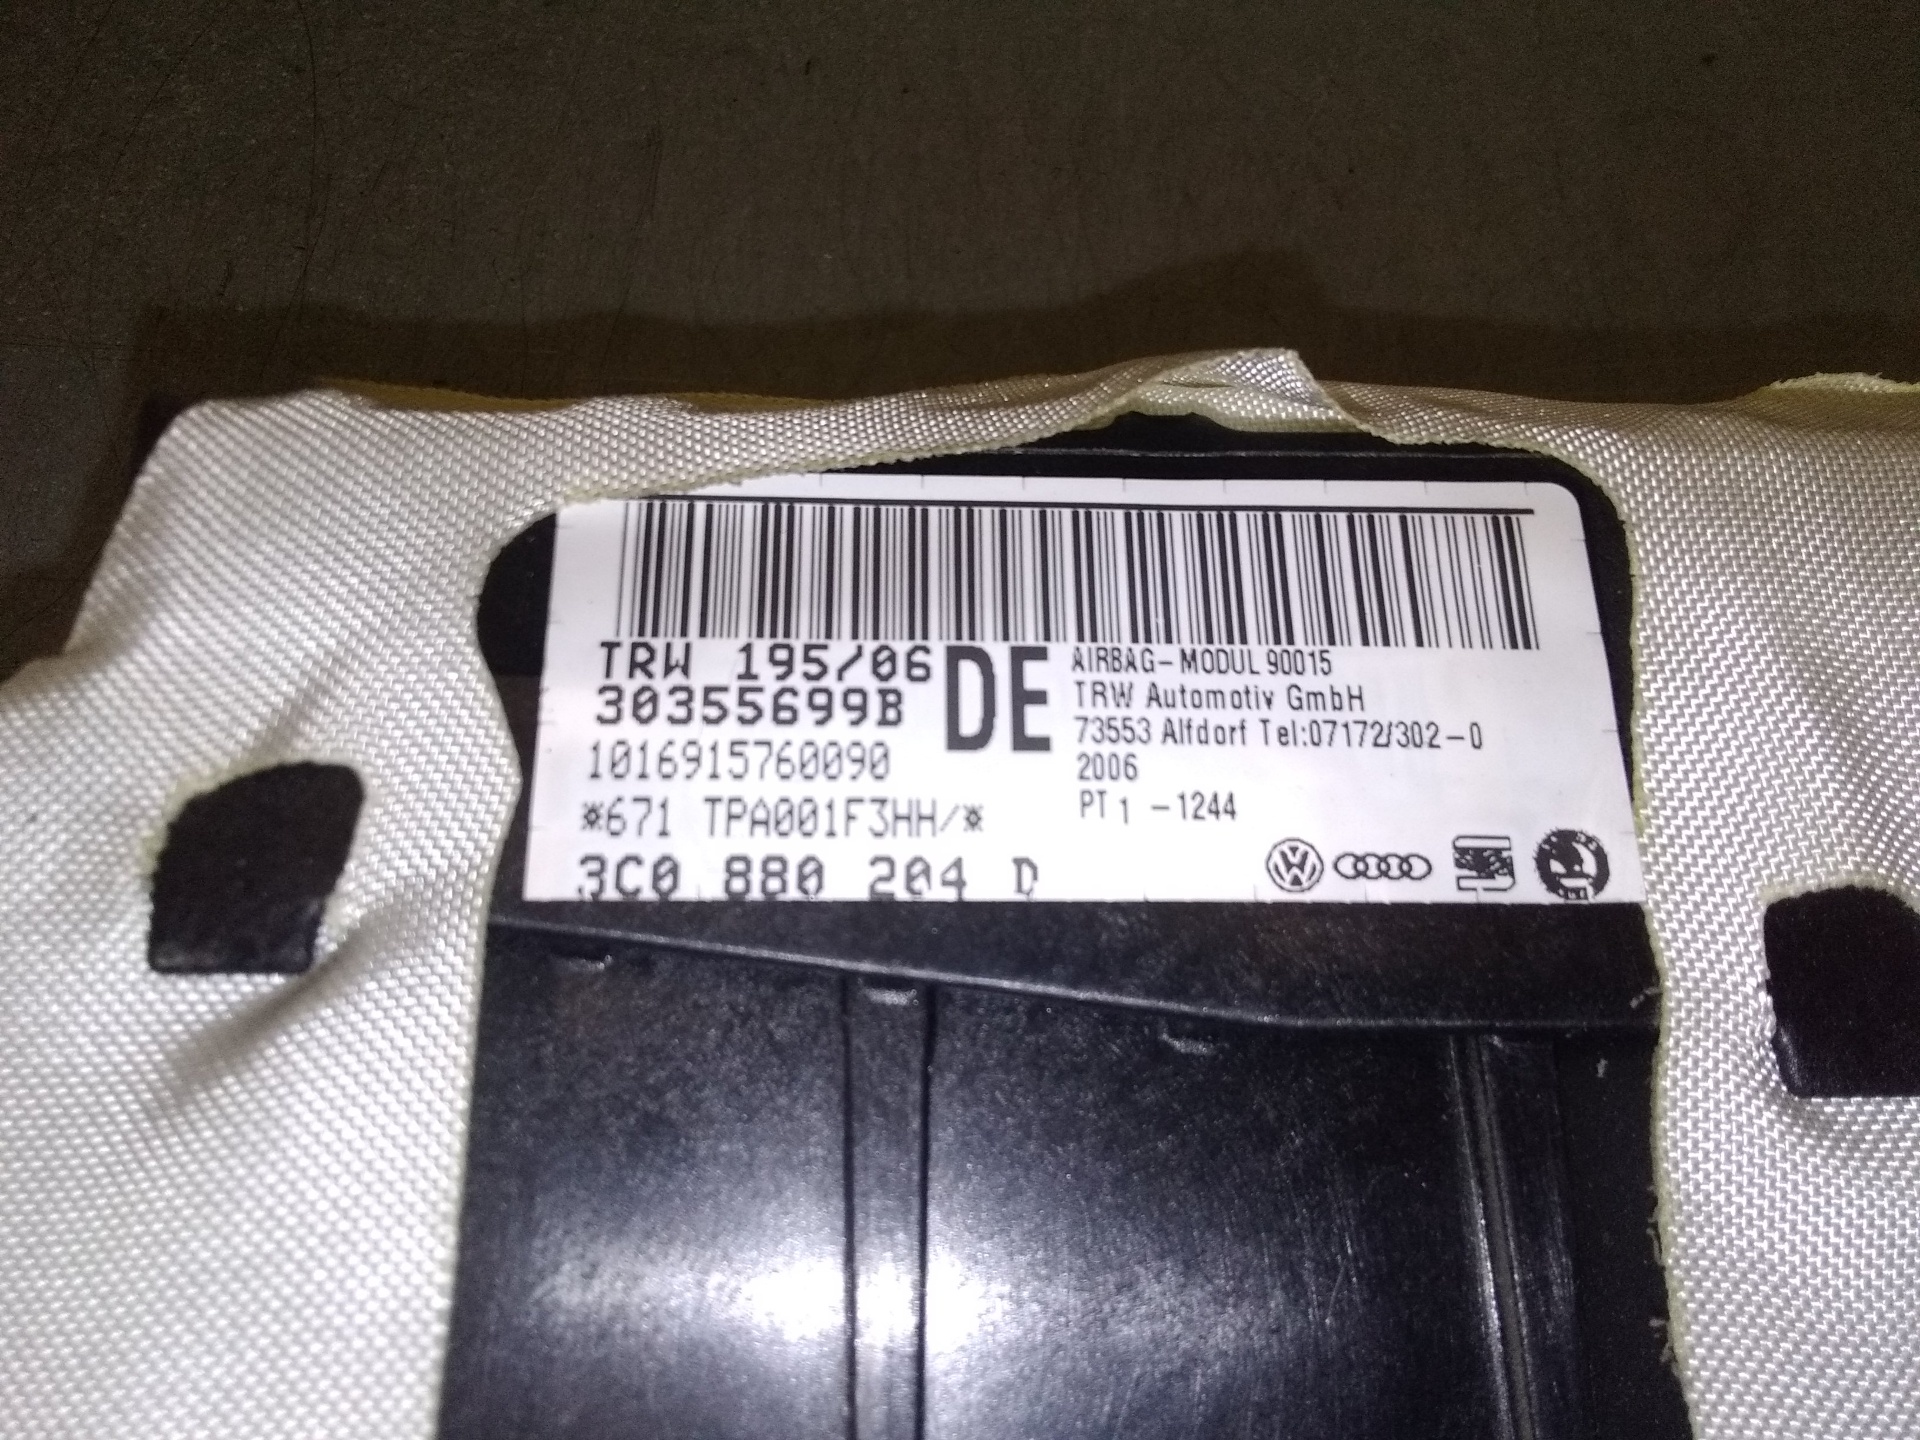 TRW 195/06
30355699B
1016915760090
*671 TPA001F3HH/*
3C0 880 204 D
DE
AIRBAG-MODUL 90015
TRW Automotiv GmbH
73553 Alfdorf Tel:07172/302-0
2006
PT 1 -1244